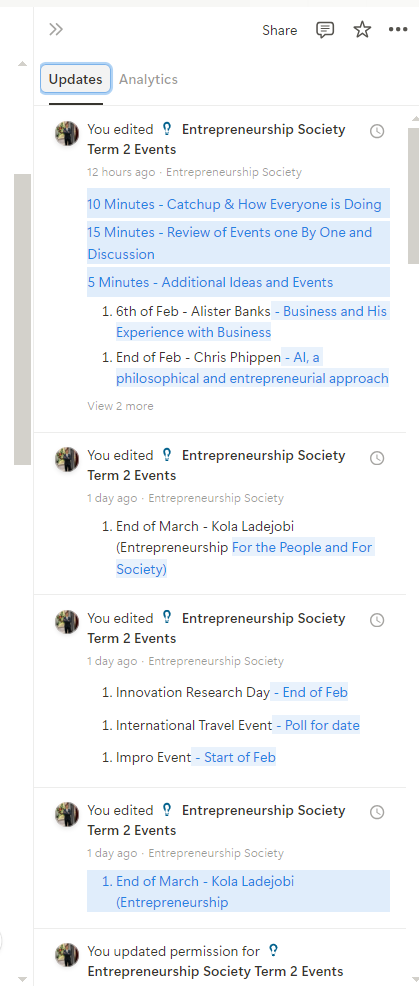 Share
Updates Analytics
You edited Entrepreneurship Society
Term 2 Events
12 hours ago · Entrepreneurship Society
10 Minutes - Catchup & How Everyone is Doing
15 Minutes - Review of Events one By One and
Discussion
5 Minutes - Additional Ideas and Events
1. 6th of Feb - Alister Banks - Business and His
Experience with Business
1. End of Feb - Chris Phippen - AI, a
philosophical and entrepreneurial approach
View 2 more
You edited Entrepreneurship Society
Term 2 Events
1 day ago · Entrepreneurship Society
1. End of March - Kola Ladejobi
(Entrepreneurship For the People and For
Society)
You edited Entrepreneurship Society
Term 2 Events
1 day ago · Entrepreneurship Society
1. Innovation Research Day - End of Feb
1. International Travel Event - Poll for date
1. Impro Event - Start of Feb
You edited Entrepreneurship Society
Term 2 Events
1 day ago · Entrepreneurship Society
1. End of March - Kola Ladejobi
(Entrepreneurship
You updated permission for
Entrepreneurship Society Term 2 Events